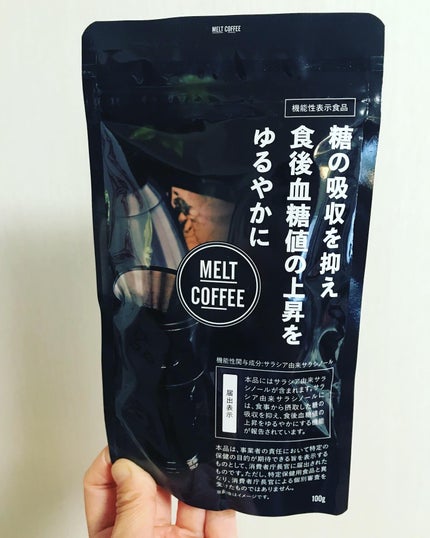 MELT COFFEE
機能性表示食品
糖の吸収を抑え
食後血糖値の上昇を
ゆるやかに
MELT
COFFEE
機能性関与成分:サラシア由来サラシノール
届出表示
本品にはサラシア由来サラ
シノールが含まれます。サラ
シア由来サラシノールに
は、食事から摂取した糖の
吸収を抑え、食後血糖値の
上昇をゆるやかにする機能
が報告されています。
本品は、事業者の責任において特定の
保健の目的が期待できる旨を表示する
ものとして、消費者庁長官に届出された
ものです。ただし、特定保健用食品と異
なり、消費者庁長官による個別審査を
受けたものではありません。
※写真はイメージです。
100g